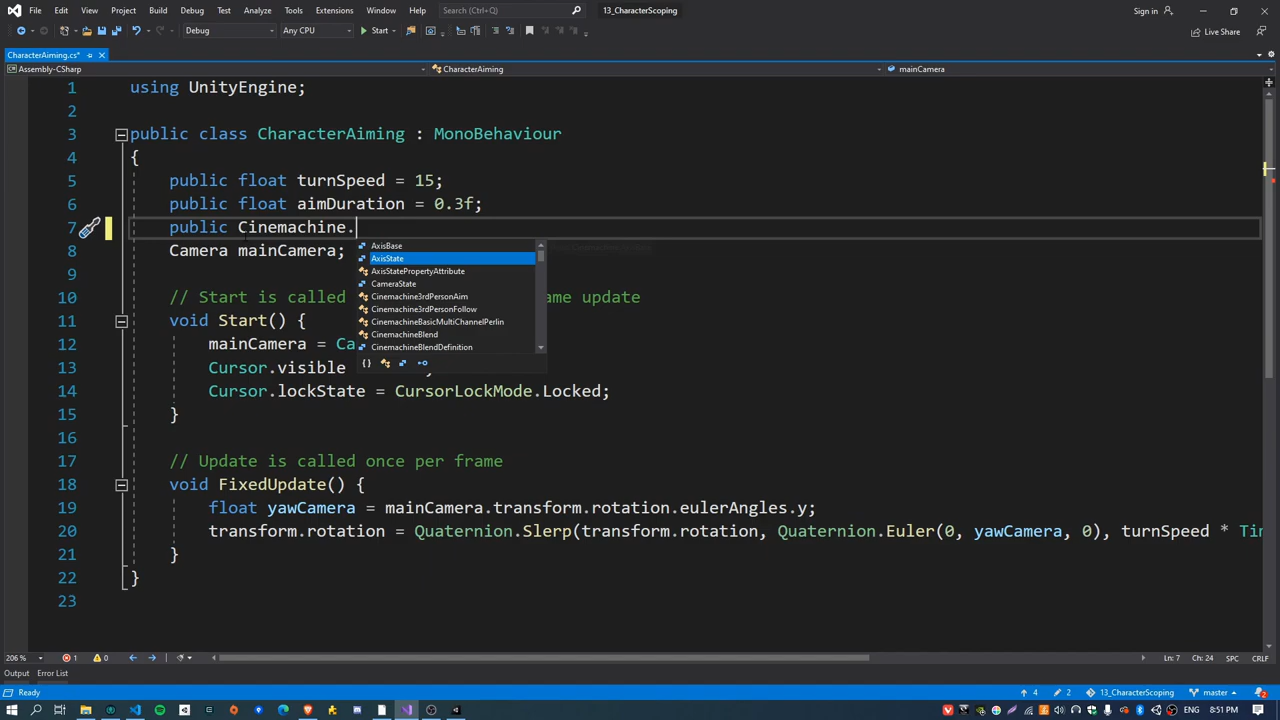 File Edit View Project Build Debug Test Analyze Tools Extensions Window Help Search (Ctrl+Q) 13_CharacterScoping Sign in
Debug Any CPU Start Live Share
CharacterAiming.cs*
Assembly-CSharp CharacterAiming mainCamera
1 using UnityEngine;
2
3 public class CharacterAiming : MonoBehaviour
4 {
5 public float turnSpeed = 15;
6 public float aimDuration = 0.3f;
7 public Cinemachine.
8 Camera mainCamera;
AxisBase
AxisState
9
AxisStatePropertyAttribute
CameraState
10 // Start is called ame update
Cinemachine3rdPersonAim
Cinemachine3rdPersonFollow
11 void Start() {
CinemachineBasicMultiChannelPerlin
CinemachineBlend
12 mainCamera = Ca
CinemachineBlendDefinition
13 Cursor.visible ;
14 Cursor.lockState = CursorLockMode.Locked;
15 }
16
17 // Update is called once per frame
18 void FixedUpdate() {
19 float yawCamera = mainCamera.transform.rotation.eulerAngles.y;
20 transform.rotation = Quaternion.Slerp(transform.rotation, Quaternion.Euler(0, yawCamera, 0), turnSpeed * Tim
21 }
22 }
23
206 % 1 0 Ln: 7 Ch: 24 SPC CRLF
Output Error List
Ready 4 2 13_CharacterScoping master 2
ENG 8:51 PM